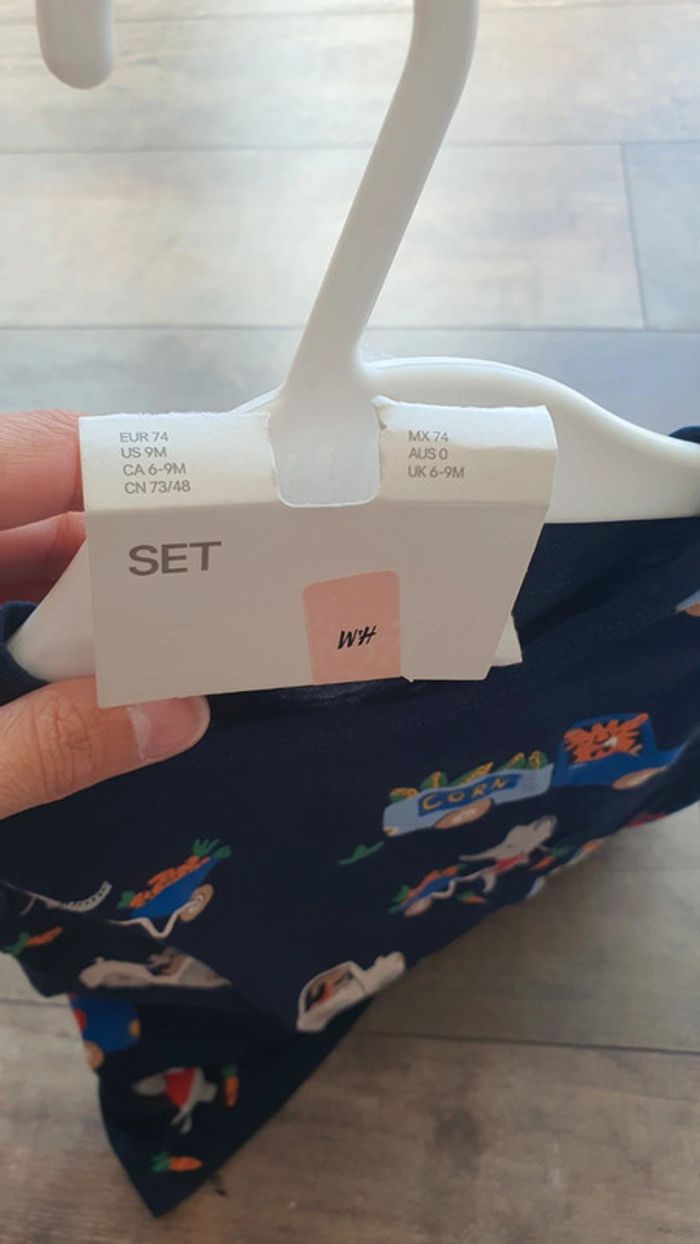 EUR 74
US 9M
CA 6-9M
CN 73/48
MX 74
AUS 0
UK 6-9M
SET
H&M
CORN